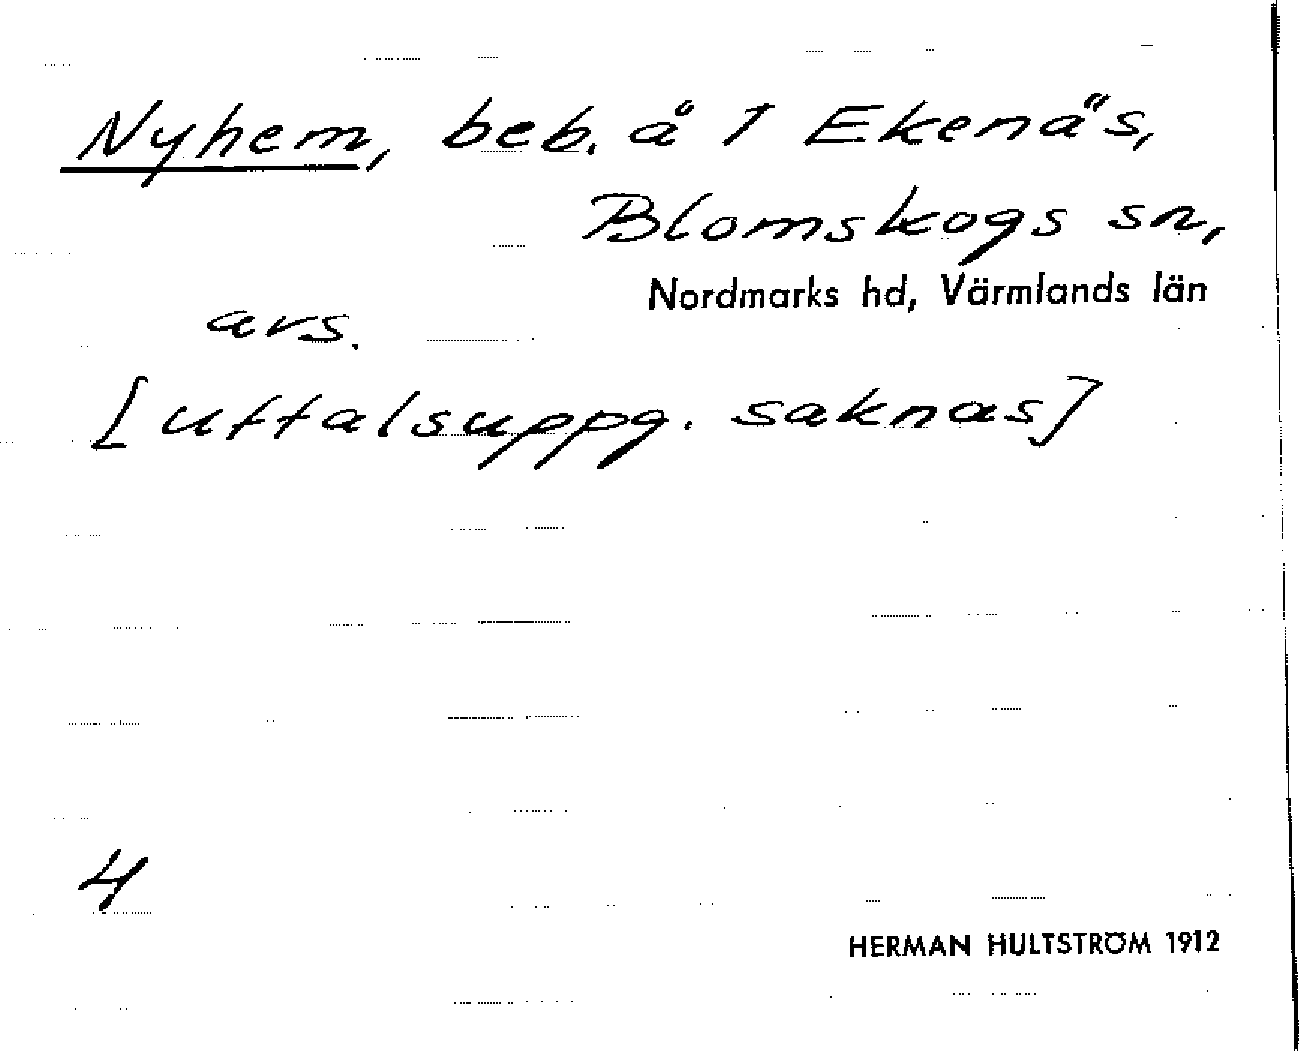 Nyhem, beb. å 1 Ekenäs,
Blomskogs sn,
Nordmarks hd, Värmlands län
avs.
[uttalsuppg. saknas]
4
HERMAN HULTSTRÖM 1912